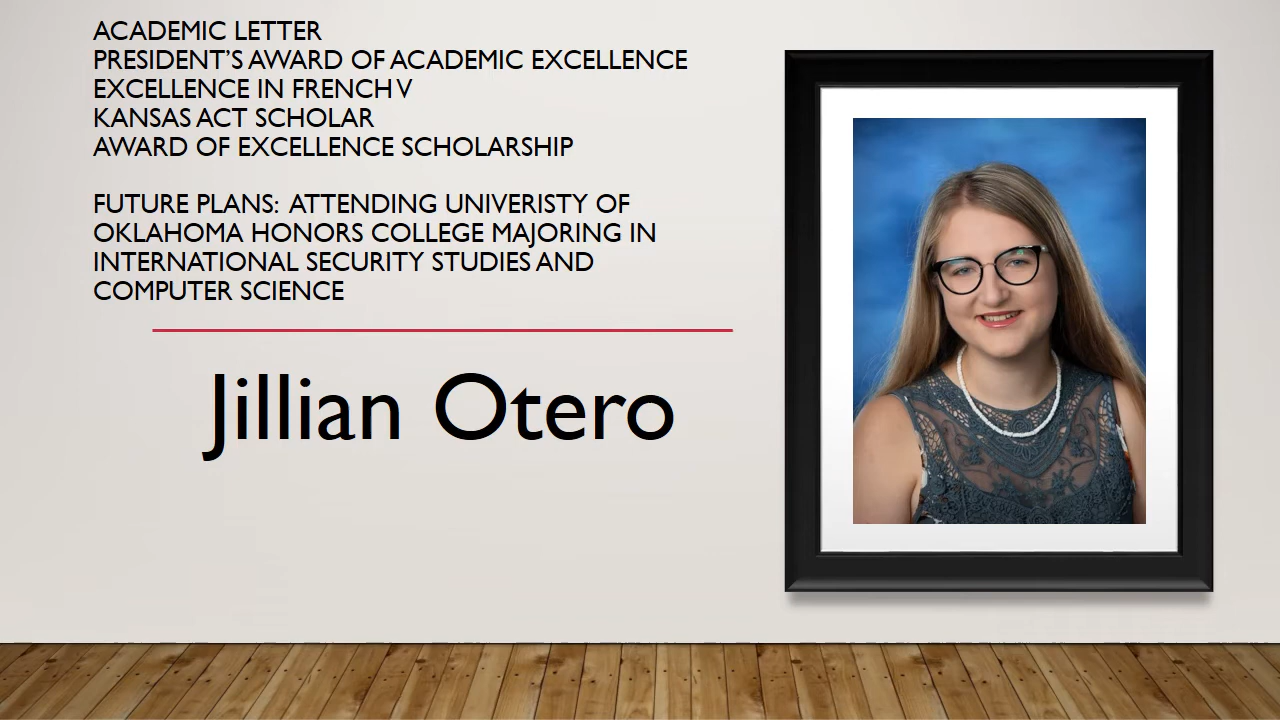 ACADEMIC LETTER
PRESIDENT'S AWARD OF ACADEMIC EXCELLENCE
EXCELLENCE IN FRENCH V
KANSAS ACT SCHOLAR
AWARD OF EXCELLENCE SCHOLARSHIP
FUTURE PLANS: ATTENDING UNIVERISTY OF
OKLAHOMA HONORS COLLEGE MAJORING IN
INTERNATIONAL SECURITY STUDIES AND
COMPUTER SCIENCE
Jillian Otero